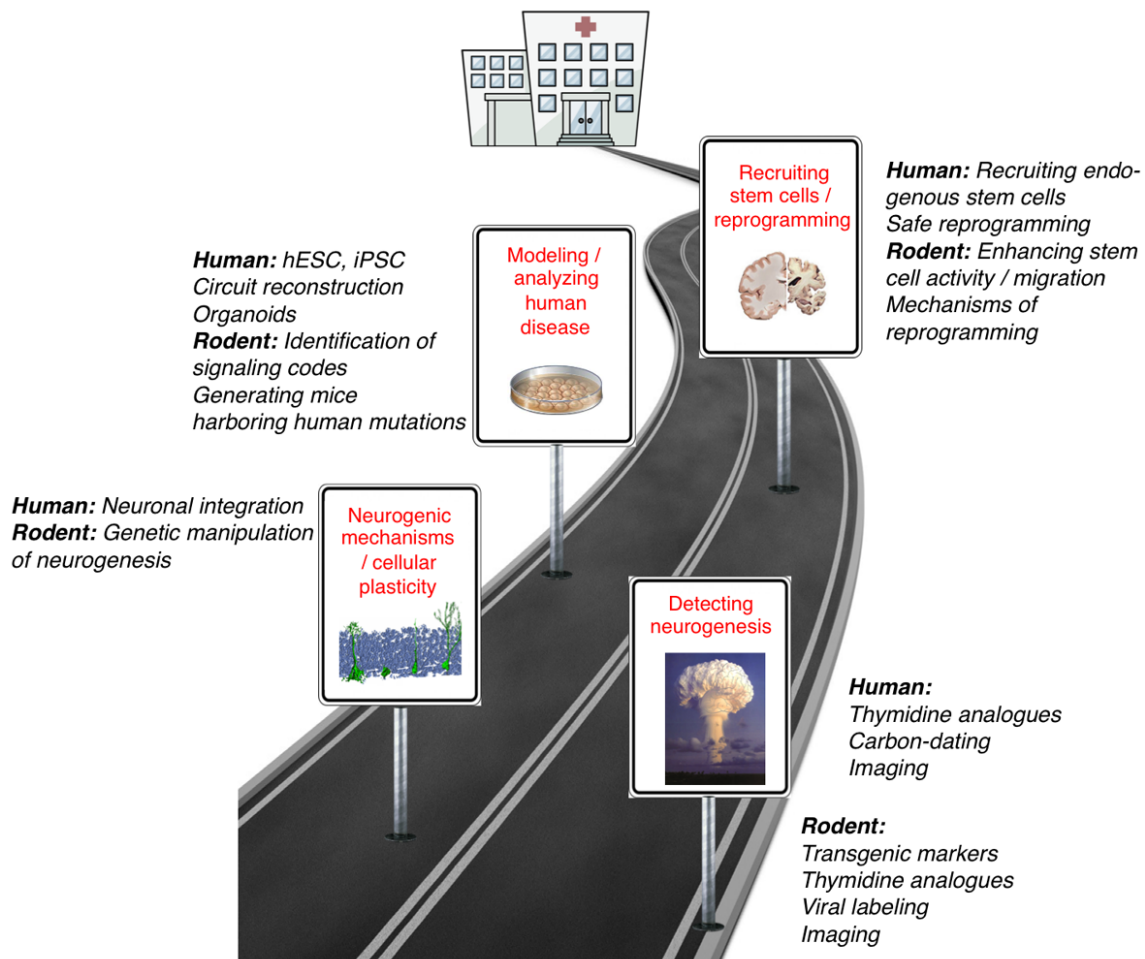 Recruiting
stem cells /
reprogramming
Human: Recruiting endo-
genous stem cells
Safe reprogramming
Rodent: Enhancing stem
cell activity / migration
Mechanisms of
reprogramming
Modeling /
analyzing
human
disease
Human: hESC, iPSC
Circuit reconstruction
Organoids
Rodent: Identification of
signaling codes
Generating mice
harboring human mutations
Neurogenic
mechanisms
/ cellular
plasticity
Human: Neuronal integration
Rodent: Genetic manipulation
of neurogenesis
Detecting
neurogenesis
Human:
Thymidine analogues
Carbon-dating
Imaging
Rodent:
Transgenic markers
Thymidine analogues
Viral labeling
Imaging